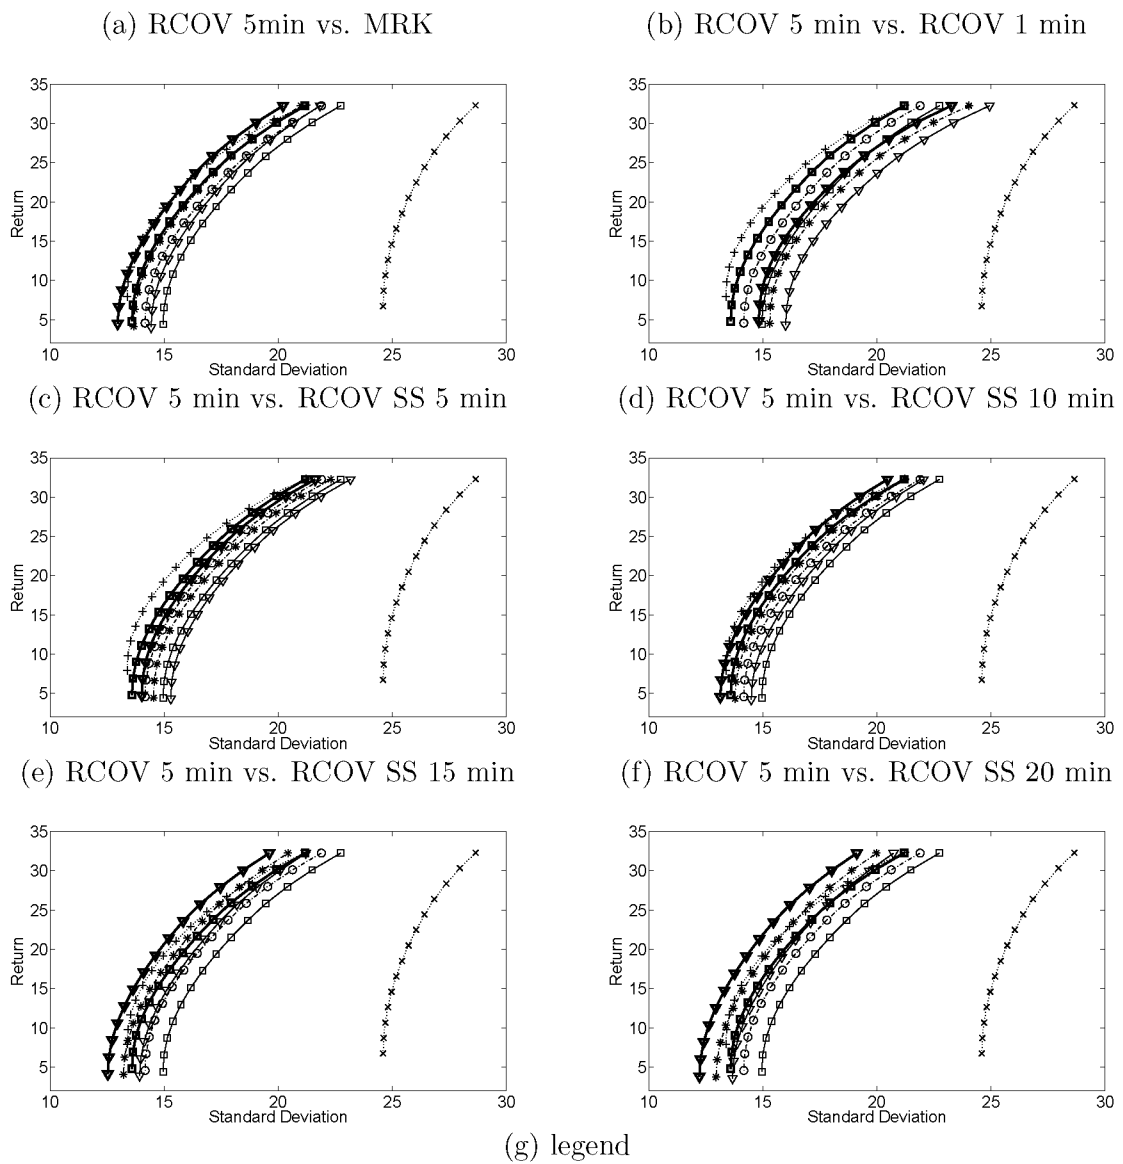 (a) RCOV 5min vs. MRK
(b) RCOV 5 min vs. RCOV 1 min
35
30
25
20
15
10
5
Return
10 15 20 25 30
Standard Deviation
35
30
25
20
15
10
5
Return
10 15 20 25 30
Standard Deviation
(c) RCOV 5 min vs. RCOV SS 5 min
(d) RCOV 5 min vs. RCOV SS 10 min
35
30
25
20
15
10
5
Return
10 15 20 25 30
Standard Deviation
35
30
25
20
15
10
5
Return
10 15 20 25 30
Standard Deviation
(e) RCOV 5 min vs. RCOV SS 15 min
(f) RCOV 5 min vs. RCOV SS 20 min
35
30
25
20
15
10
5
Return
10 15 20 25 30
Standard Deviation
35
30
25
20
15
10
5
Return
10 15 20 25 30
Standard Deviation
(g) legend